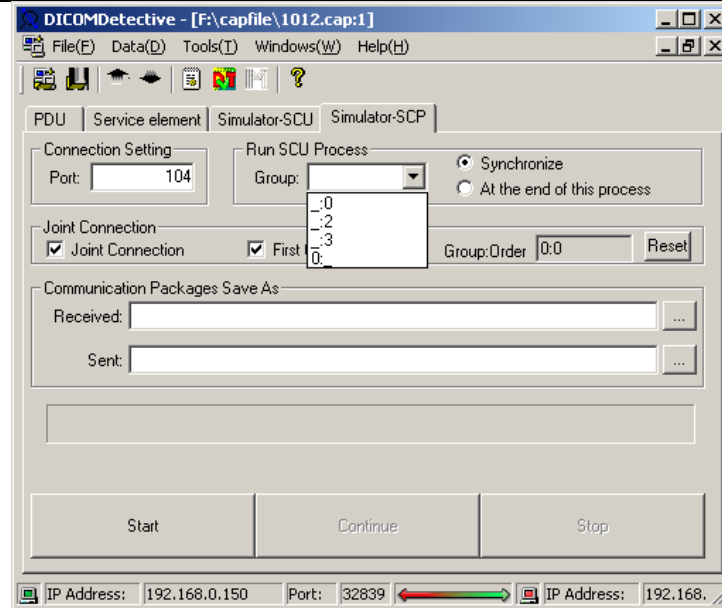 DICOMDetective - [F:\capfile\1012.cap:1]
File(F) Data(D) Tools(T) Windows(W) Help(H)
PDU Service element Simulator-SCU Simulator-SCP
Connection Setting Run SCU Process
Port: 104 Group: Synchronize
At the end of this process
_:0
_:2
_:3
0:_
Joint Connection
Joint Connection First Group:Order 0:0 Reset
Communication Packages Save As
Received: ...
Sent: ...
Start Continue Stop
IP Address: 192.168.0.150 Port: 32839 IP Address: 192.168.